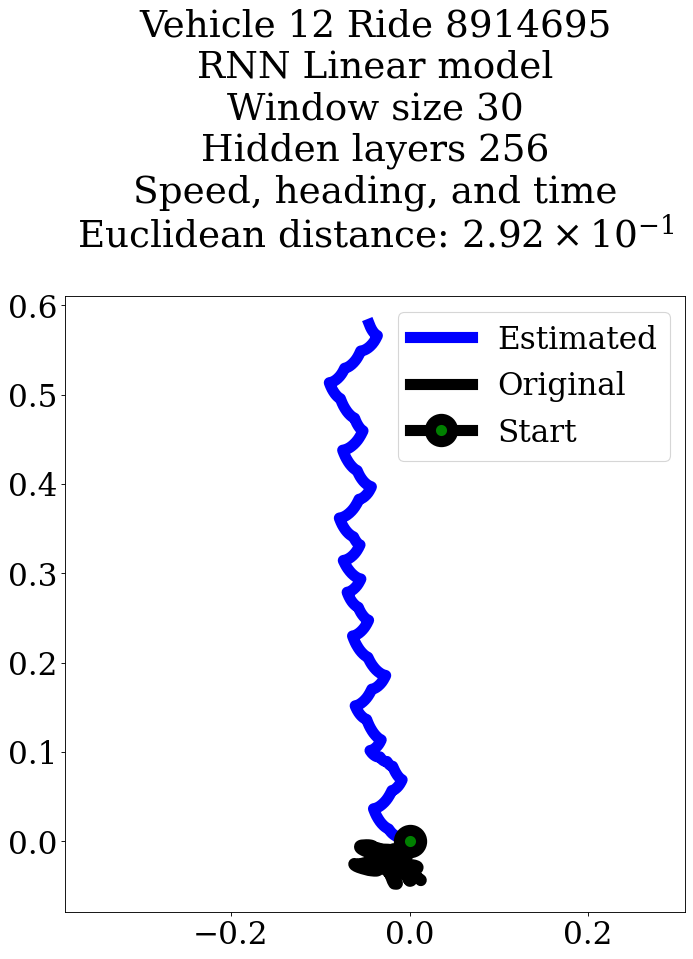 Vehicle 12 Ride 8914695
RNN Linear model
Window size 30
Hidden layers 256
Speed, heading, and time
Euclidean distance: 2.92 × 10⁻¹
Estimated
Original
Start
0.6
0.5
0.4
0.3
0.2
0.1
0.0
−0.2 0.0 0.2